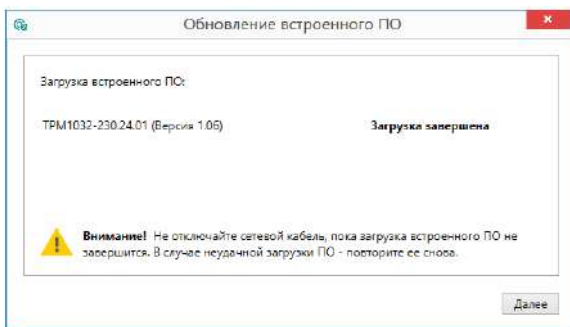 Обновление встроенного ПО
Загрузка встроенного ПО:
ТРМ1032-230.24.01 (Версия 1.06) Загрузка завершена
Внимание! Не отключайте сетевой кабель, пока загрузка встроенного ПО не
завершится. В случае неудачной загрузки ПО - повторите ее снова.
Далее